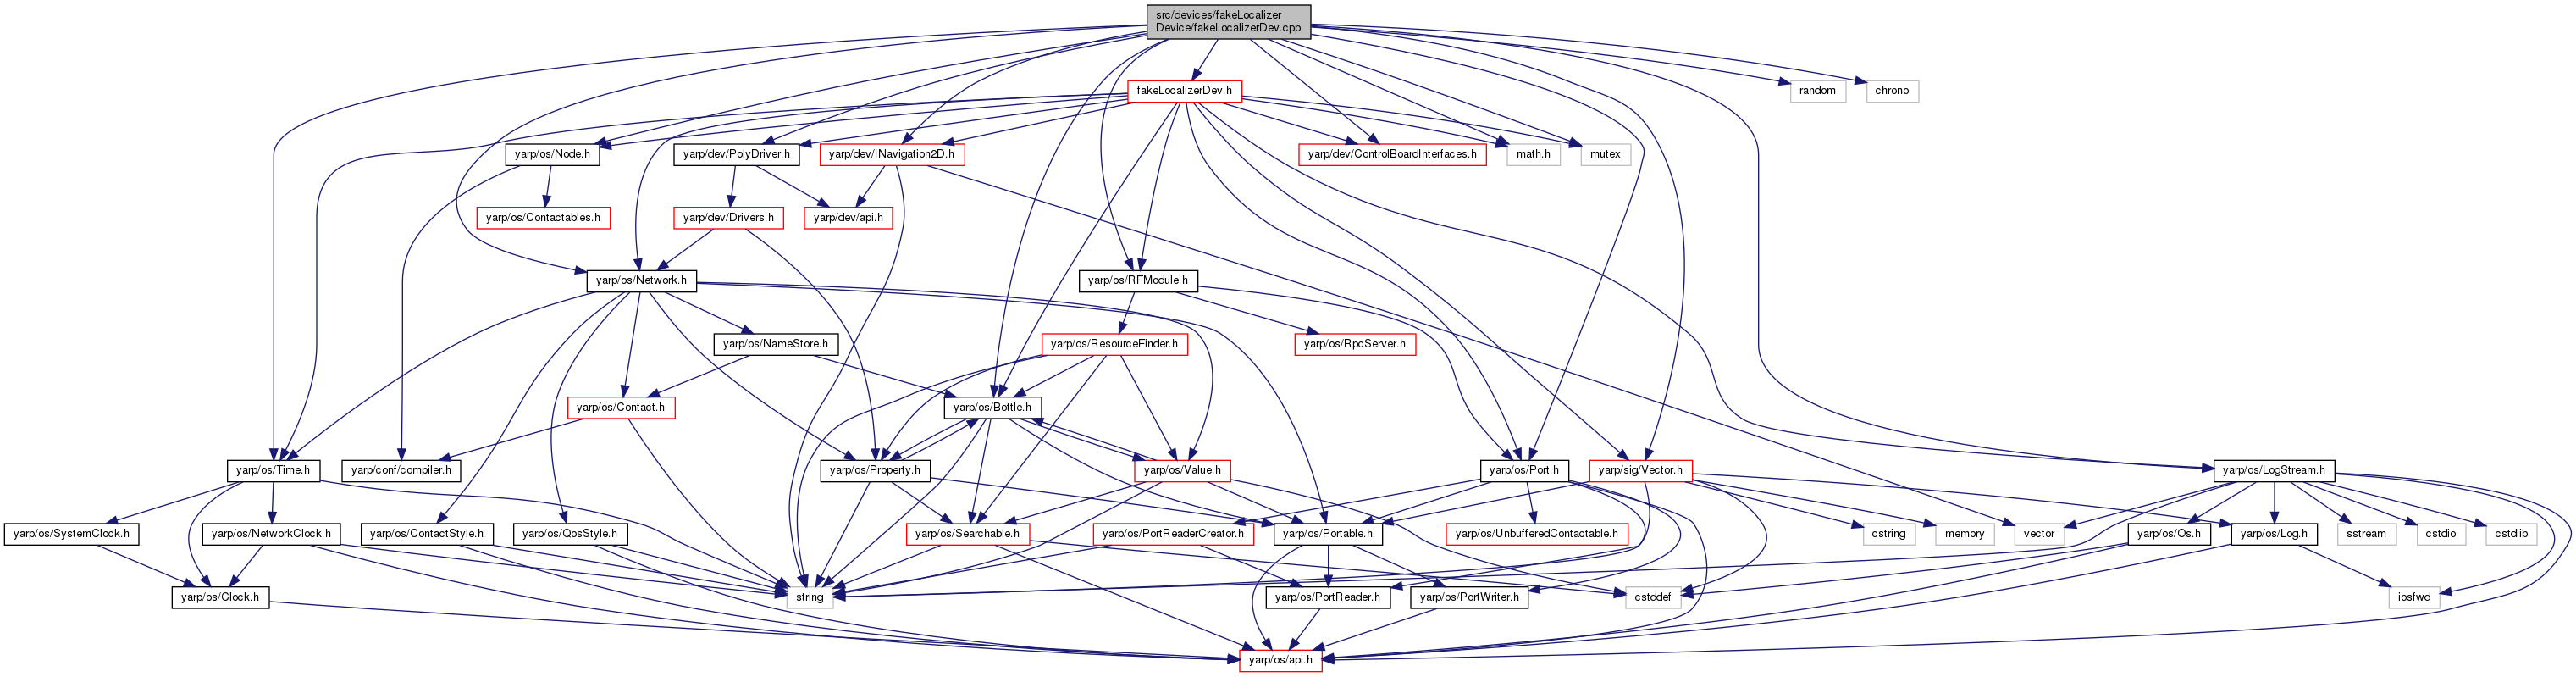 src/devices/fakeLocalizer
Device/fakeLocalizerDev.cpp
fakeLocalizerDev.h
random
chrono
yarp/os/Node.h
yarp/dev/PolyDriver.h
yarp/dev/INavigation2D.h
yarp/dev/ControlBoardInterfaces.h
math.h
mutex
yarp/os/Contactables.h
yarp/dev/Drivers.h
yarp/dev/api.h
yarp/os/Network.h
yarp/os/RFModule.h
yarp/os/NameStore.h
yarp/os/ResourceFinder.h
yarp/os/RpcServer.h
yarp/os/Contact.h
yarp/os/Bottle.h
yarp/os/Time.h
yarp/conf/compiler.h
yarp/os/Property.h
yarp/os/Value.h
yarp/os/Port.h
yarp/sig/Vector.h
yarp/os/LogStream.h
yarp/os/SystemClock.h
yarp/os/NetworkClock.h
yarp/os/ContactStyle.h
yarp/os/QosStyle.h
yarp/os/Searchable.h
yarp/os/PortReaderCreator.h
yarp/os/Portable.h
yarp/os/UnbufferedContactable.h
cstring
memory
vector
yarp/os/Os.h
yarp/os/Log.h
sstream
cstdio
cstdlib
yarp/os/Clock.h
string
yarp/os/PortReader.h
yarp/os/PortWriter.h
cstddef
iosfwd
yarp/os/api.h